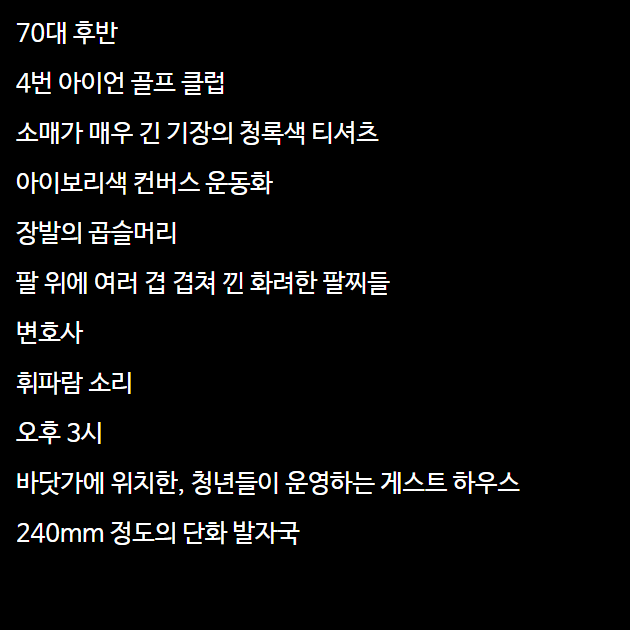 70대 후반
4번 아이언 골프 클럽
소매가 매우 긴 기장의 청록색 티셔츠
아이보리색 컨버스 운동화
장발의 곱슬머리
팔 위에 여러 겹 겹쳐 낀 화려한 팔찌들
변호사
휘파람 소리
오후 3시
바닷가에 위치한, 청년들이 운영하는 게스트 하우스
240mm 정도의 단화 발자국